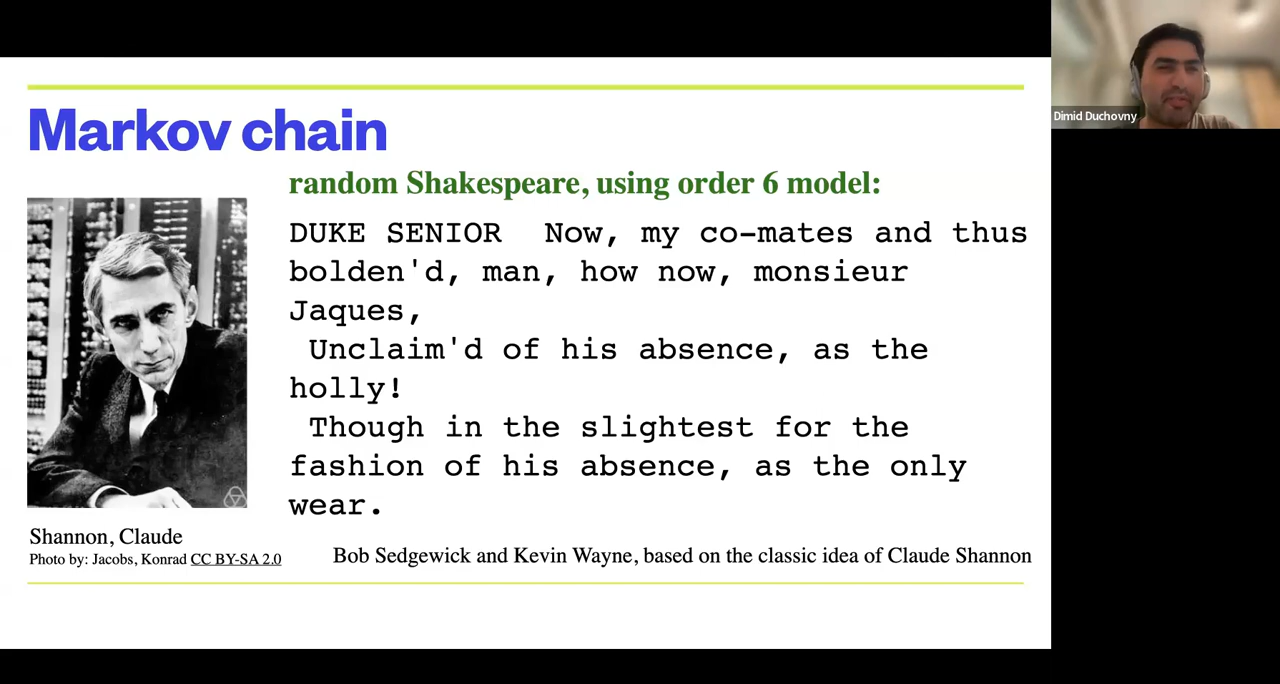 Markov chain
random Shakespeare, using order 6 model:
DUKE SENIOR  Now, my co-mates and thus
bolden'd, man, how now, monsieur
Jaques,
Unclaim'd of his absence, as the
holly!
Though in the slightest for the
fashion of his absence, as the only
wear.
Shannon, Claude
Photo by: Jacobs, Konrad CC BY-SA 2.0
Bob Sedgewick and Kevin Wayne, based on the classic idea of Claude Shannon
Dimid Duchovny